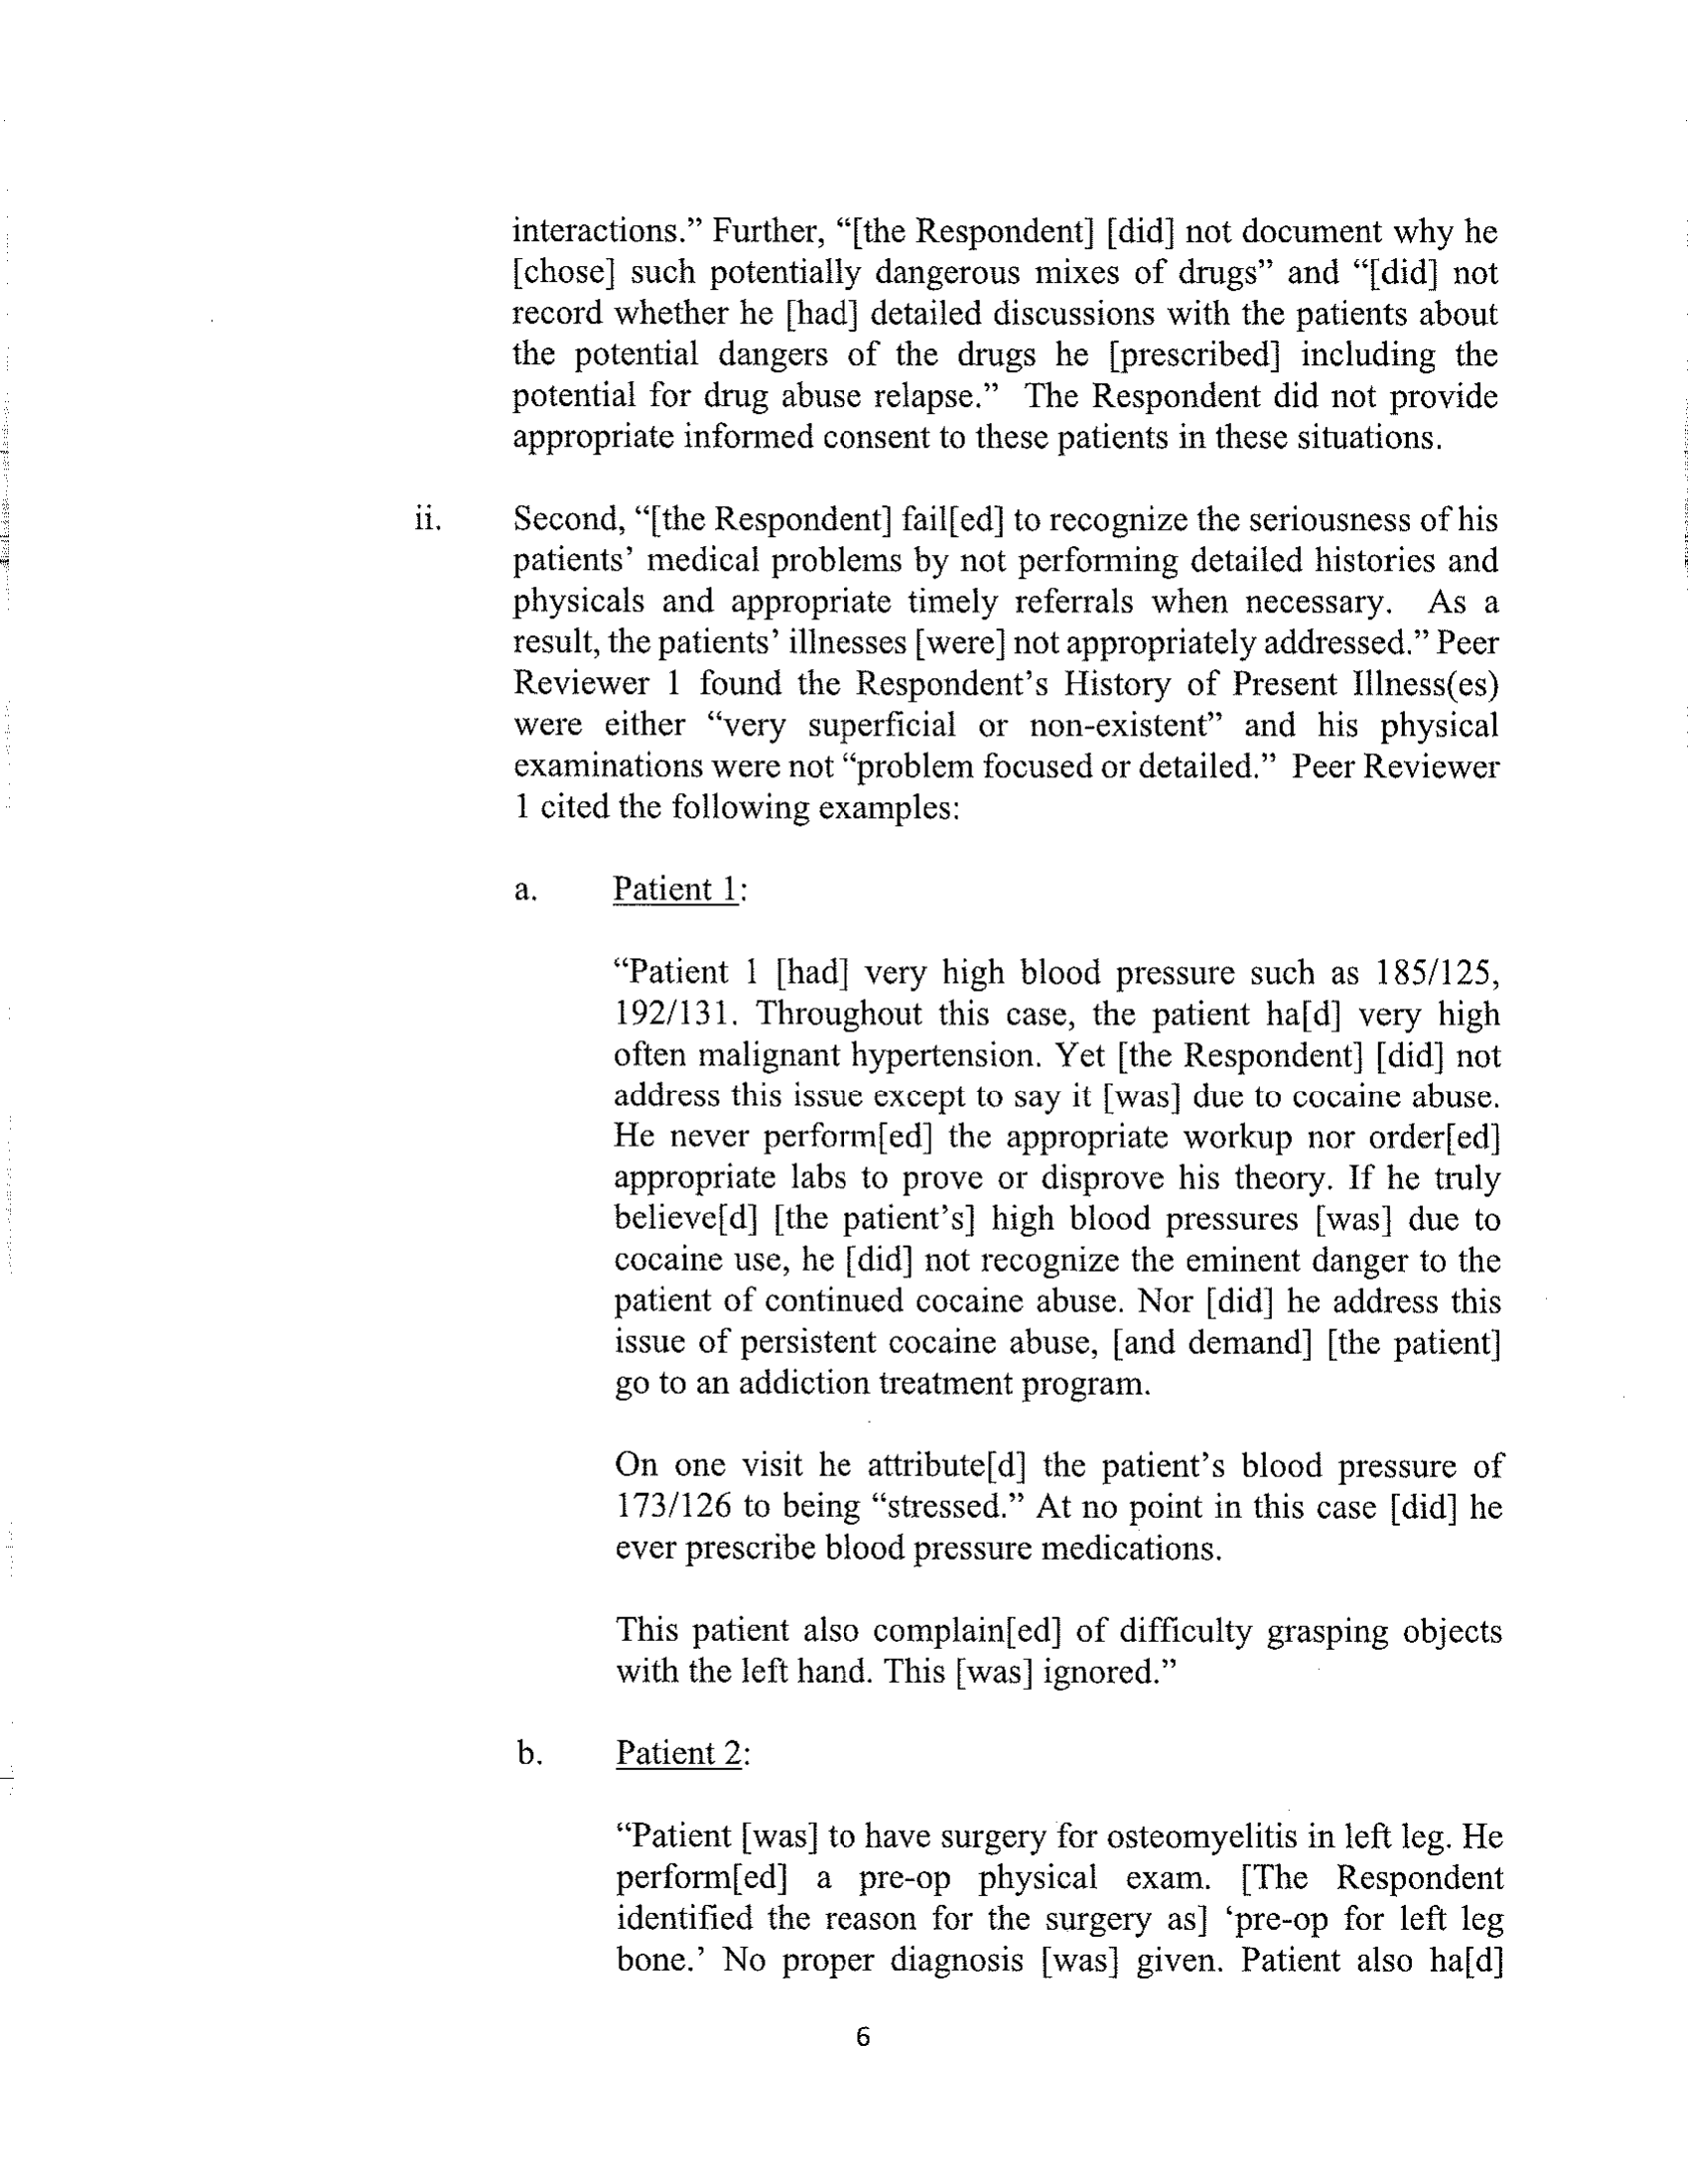 interactions.” Further, “[the Respondent] [did] not document why he
[chose] such potentially dangerous mixes of drugs” and “[did] not
record whether he [had] detailed discussions with the patients about
the potential dangers of the drugs he [prescribed] including the
potential for drug abuse relapse.” The Respondent did not provide
appropriate informed consent to these patients in these situations.
ii. Second, “[the Respondent] fail[ed] to recognize the seriousness of his
patients’ medical problems by not performing detailed histories and
physicals and appropriate timely referrals when necessary. As a
result, the patients’ illnesses [were] not appropriately addressed.” Peer
Reviewer 1 found the Respondent’s History of Present Illness(es)
were either “very superficial or non-existent” and his physical
examinations were not “problem focused or detailed.” Peer Reviewer
1 cited the following examples:
a. Patient 1:
“Patient 1 [had] very high blood pressure such as 185/125,
192/131. Throughout this case, the patient ha[d] very high
often malignant hypertension. Yet [the Respondent] [did] not
address this issue except to say it [was] due to cocaine abuse.
He never perform[ed] the appropriate workup nor order[ed]
appropriate labs to prove or disprove his theory. If he truly
believe[d] [the patient’s] high blood pressures [was] due to
cocaine use, he [did] not recognize the eminent danger to the
patient of continued cocaine abuse. Nor [did] he address this
issue of persistent cocaine abuse, [and demand] [the patient]
go to an addiction treatment program.
On one visit he attribute[d] the patient’s blood pressure of
173/126 to being “stressed.” At no point in this case [did] he
ever prescribe blood pressure medications.
This patient also complain[ed] of difficulty grasping objects
with the left hand. This [was] ignored.”
b. Patient 2:
“Patient [was] to have surgery for osteomyelitis in left leg. He
perform[ed] a pre-op physical exam. [The Respondent
identified the reason for the surgery as] ‘pre-op for left leg
bone.’ No proper diagnosis [was] given. Patient also ha[d]
6